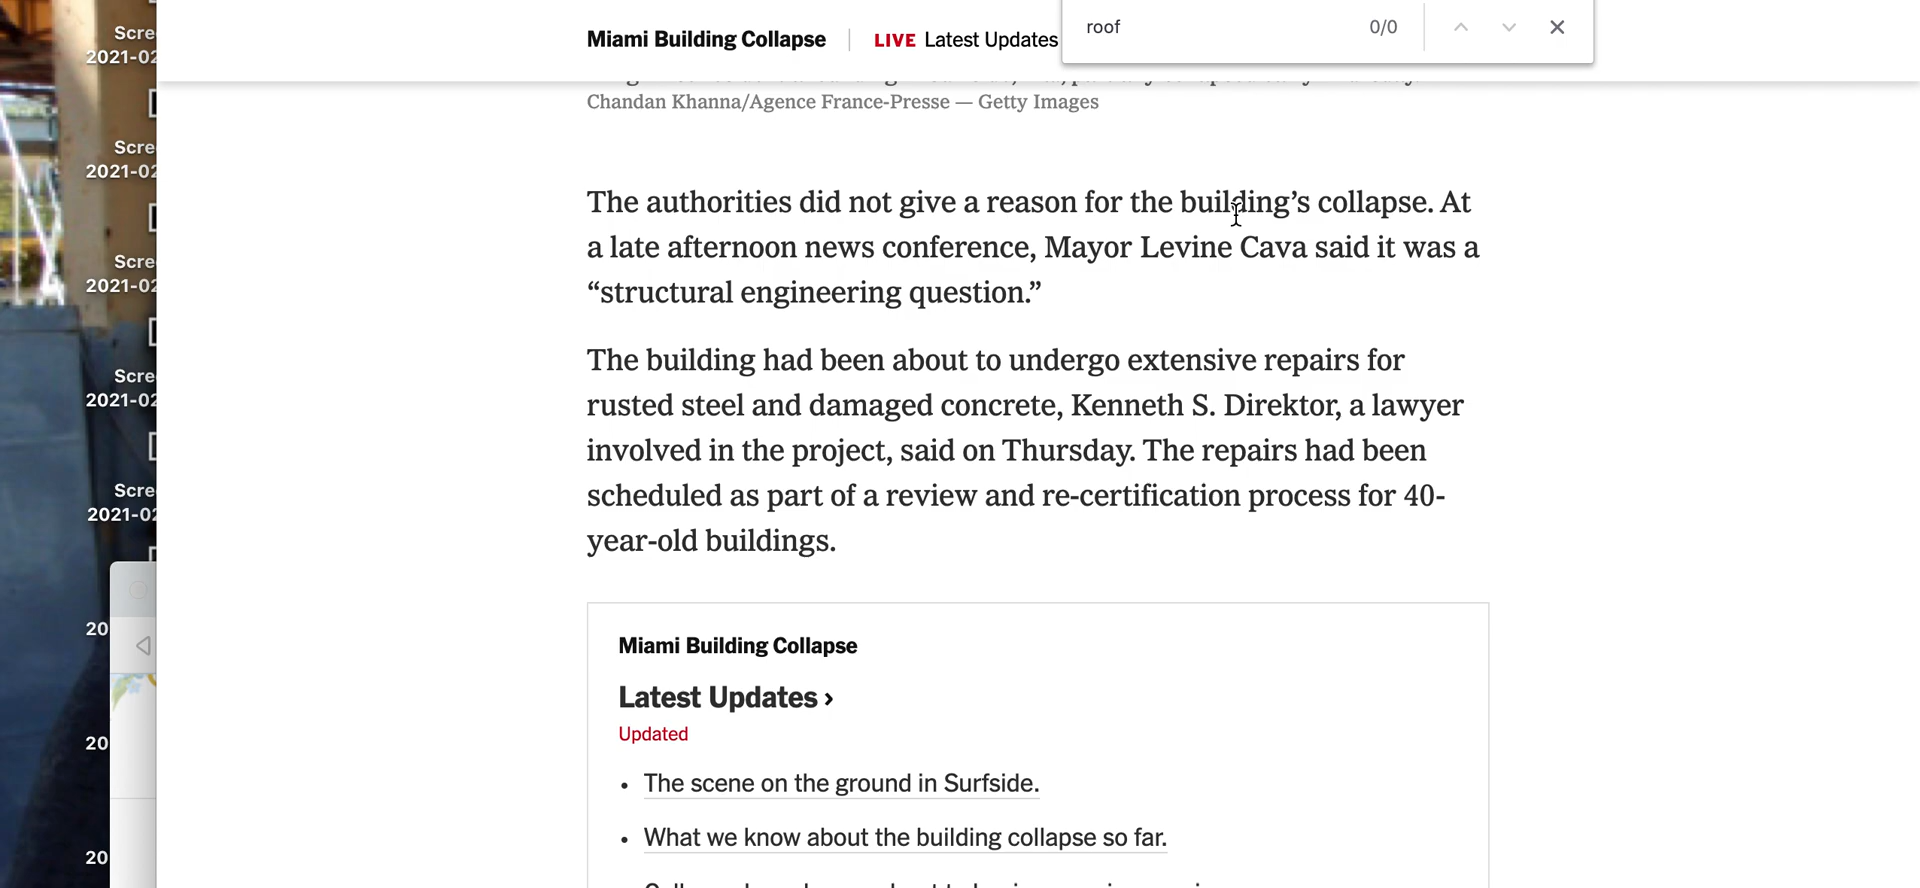 Scre
2021-02
Scre
2021-02
Scre
2021-02
Scre
2021-02
Scre
2021-02
20
20
20
Miami Building Collapse | LIVE Latest Updates
roof 0/0
Chandan Khanna/Agence France-Presse — Getty Images
The authorities did not give a reason for the building’s collapse. At
a late afternoon news conference, Mayor Levine Cava said it was a
“structural engineering question.”
The building had been about to undergo extensive repairs for
rusted steel and damaged concrete, Kenneth S. Direktor, a lawyer
involved in the project, said on Thursday. The repairs had been
scheduled as part of a review and re-certification process for 40-
year-old buildings.
Miami Building Collapse
Latest Updates ›
Updated
• The scene on the ground in Surfside.
• What we know about the building collapse so far.